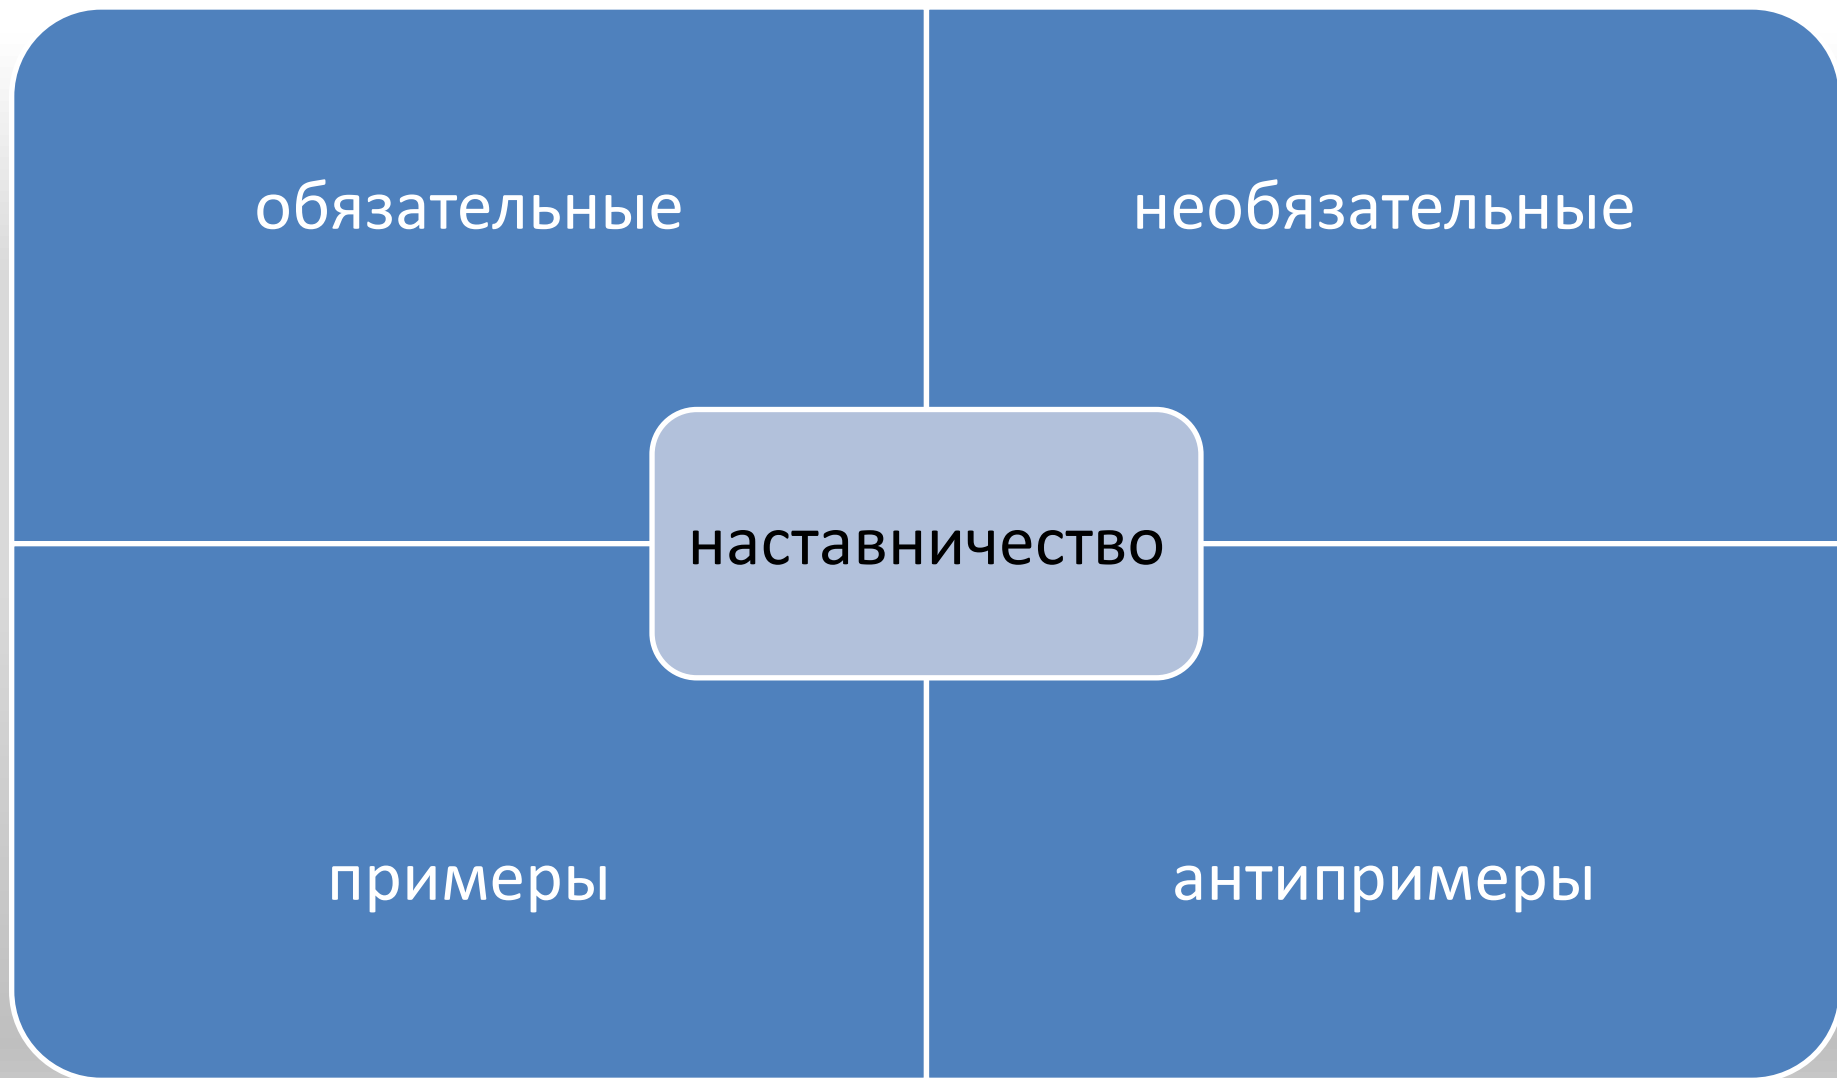 обязательные
необязательные
наставничество
примеры
антипримеры